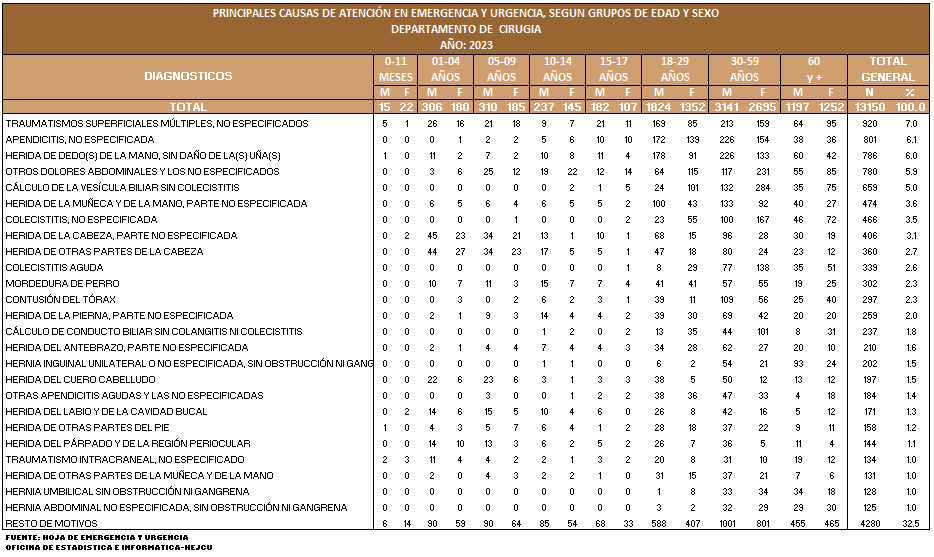 PRINCIPALES CAUSAS DE ATENCIÓN EN EMERGENCIA Y URGENCIA, SEGUN GRUPOS DE EDAD Y SEXO
DEPARTAMENTO DE CIRUGIA
AÑO: 2023
DIAGNOSTICOS 0-11 MESES 01-04 AÑOS 05-09 AÑOS 10-14 AÑOS 15-17 AÑOS 18-29 AÑOS 30-59 AÑOS 60 y + TOTAL GENERAL
M F M F M F M F M F M F M F M F N %
TOTAL 15 22 306 180 310 185 237 145 182 107 1824 1352 3141 2695 1197 1252 13150 100.0
TRAUMATISMOS SUPERFICIALES MÚLTIPLES, NO ESPECIFICADOS 5 1 26 16 21 18 9 7 21 11 169 85 213 159 64 95 920 7.0
APENDICITIS, NO ESPECIFICADA 0 0 0 1 2 2 5 6 10 10 172 139 226 154 38 36 801 6.1
HERIDA DE DEDO(S) DE LA MANO, SIN DAÑO DE LA(S) UÑA(S) 1 0 11 2 7 2 10 8 11 4 178 91 226 133 60 42 786 6.0
OTROS DOLORES ABDOMINALES Y LOS NO ESPECIFICADOS 0 0 3 6 25 12 19 22 12 14 64 115 117 231 55 85 780 5.9
CÁLCULO DE LA VESÍCULA BILIAR SIN COLECISTITIS 0 0 0 0 0 0 0 2 1 5 24 101 132 284 35 75 659 5.0
HERIDA DE LA MUÑECA Y DE LA MANO, PARTE NO ESPECIFICADA 0 0 6 5 6 4 6 5 5 2 100 43 133 92 40 27 474 3.6
COLECISTITIS, NO ESPECIFICADA 0 0 0 0 0 1 0 0 0 2 23 55 100 167 46 72 466 3.5
HERIDA DE LA CABEZA, PARTE NO ESPECIFICADA 0 2 45 23 34 21 13 1 10 1 68 15 96 28 30 19 406 3.1
HERIDA DE OTRAS PARTES DE LA CABEZA 0 0 44 27 34 23 17 5 5 1 47 18 80 24 23 12 360 2.7
COLECISTITIS AGUDA 0 0 0 0 0 0 0 0 0 1 8 29 77 138 35 51 339 2.6
MORDEDURA DE PERRO 0 0 10 7 11 3 15 7 7 4 41 41 57 55 19 25 302 2.3
CONTUSIÓN DEL TÓRAX 0 0 0 3 0 2 6 2 3 1 39 11 109 56 25 40 297 2.3
HERIDA DE LA PIERNA, PARTE NO ESPECIFICADA 0 0 2 1 9 3 14 4 4 2 39 30 69 42 20 20 259 2.0
CÁLCULO DE CONDUCTO BILIAR SIN COLANGITIS NI COLECISTITIS 0 0 0 0 0 0 0 1 2 0 2 13 35 44 101 8 31 237 1.8
HERIDA DEL ANTEBRAZO, PARTE NO ESPECIFICADA 0 0 2 1 4 4 7 4 4 3 34 28 62 27 20 10 210 1.6
HERNIA INGUINAL UNILATERAL O NO ESPECIFICADA, SIN OBSTRUCCIÓN NI GANG 0 0 0 0 0 0 1 1 0 0 6 2 54 21 93 24 202 1.5
HERIDA DEL CUERO CABELLUDO 0 0 22 6 23 6 3 1 3 3 38 5 50 12 13 12 197 1.5
OTRAS APENDICITIS AGUDAS Y LAS NO ESPECIFICADAS 0 0 0 0 3 0 0 1 2 2 38 36 47 33 4 18 184 1.4
HERIDA DEL LABIO Y DE LA CAVIDAD BUCAL 0 2 14 6 15 5 10 4 6 0 26 8 42 16 5 12 171 1.3
HERIDA DE OTRAS PARTES DEL PIE 1 0 4 3 5 7 6 4 1 2 28 18 37 22 9 11 158 1.2
HERIDA DEL PÁRPADO Y DE LA REGIÓN PERIOCULAR 0 0 14 10 13 3 6 2 5 2 26 7 36 5 11 4 144 1.1
TRAUMATISMO INTRACRANEAL, NO ESPECIFICADO 2 3 11 4 4 2 2 1 3 2 20 8 31 10 19 12 134 1.0
HERIDA DE OTRAS PARTES DE LA MUÑECA Y DE LA MANO 0 0 2 0 4 0 2 2 1 0 31 15 37 21 7 6 131 1.0
HERNIA UMBILICAL SIN OBSTRUCCIÓN NI GANGRENA 0 0 0 0 0 0 0 0 0 0 1 8 33 34 34 18 128 1.0
HERNIA ABDOMINAL NO ESPECIFICADA, SIN OBSTRUCCIÓN NI GANGRENA 0 0 0 0 0 0 0 0 0 0 3 2 32 29 29 30 125 1.0
RESTO DE MOTIVOS 6 14 90 59 90 64 85 54 68 33 588 407 1001 801 455 465 4280 32.5
FUENTE: HOJA DE EMERGENCIA Y URGENCIA
OFICINA DE ESTADISTICA E INFORMATICA-HEJCU